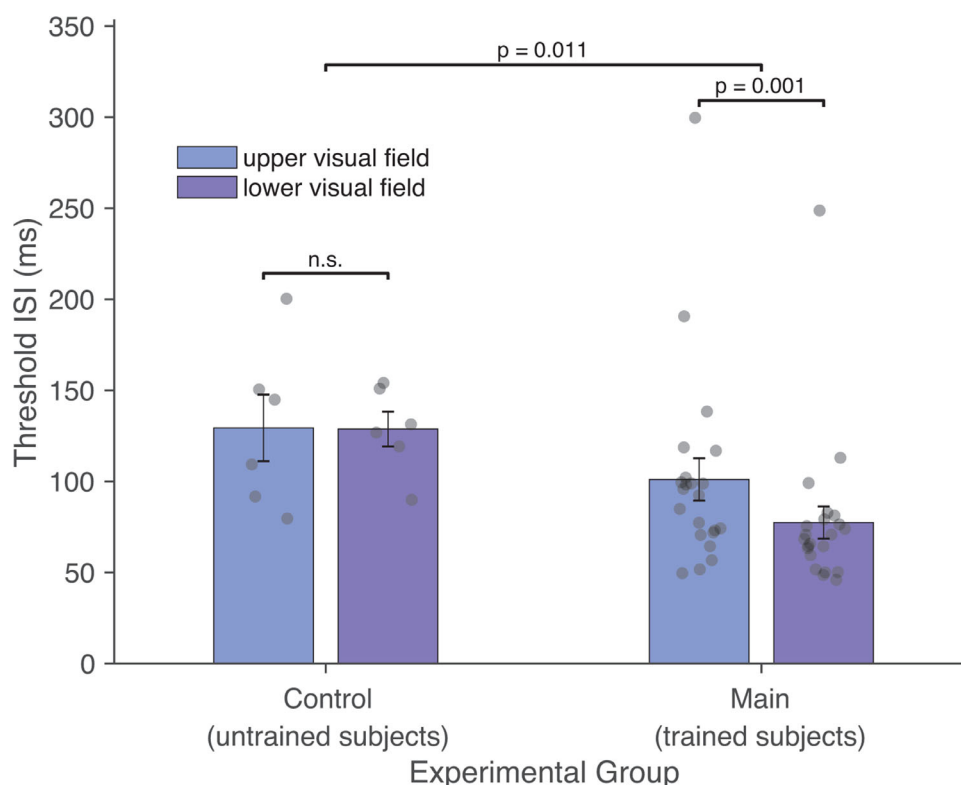 350
p = 0.011
p = 0.001
300
upper visual field
lower visual field
250
n.s.
200
150
100
50
0
Threshold ISI (ms)
Control
(untrained subjects)
Main
(trained subjects)
Experimental Group